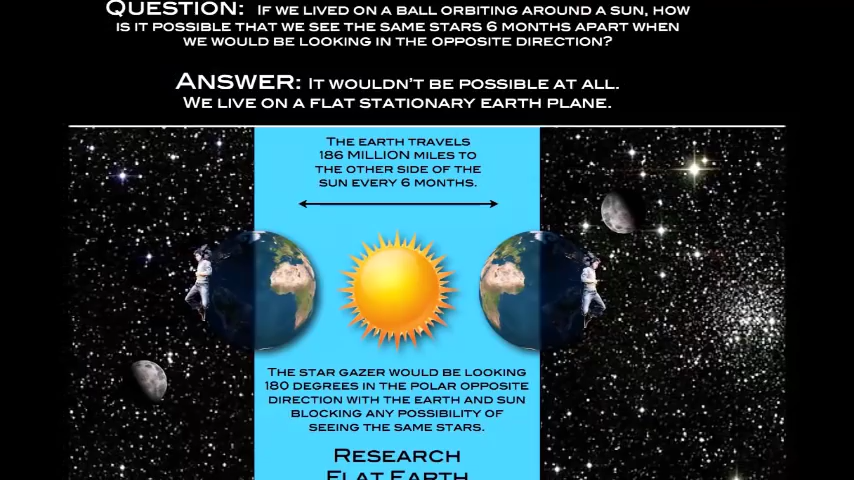 QUESTION: IF WE LIVED ON A BALL ORBITING AROUND A SUN, HOW
IS IT POSSIBLE THAT WE SEE THE SAME STARS 6 MONTHS APART WHEN
WE WOULD BE LOOKING IN THE OPPOSITE DIRECTION?
ANSWER: IT WOULDN'T BE POSSIBLE AT ALL.
WE LIVE ON A FLAT STATIONARY EARTH PLANE.
THE EARTH TRAVELS
186 MILLION MILES TO
THE OTHER SIDE OF THE
SUN EVERY 6 MONTHS.
THE STAR GAZER WOULD BE LOOKING
180 DEGREES IN THE POLAR OPPOSITE
DIRECTION WITH THE EARTH AND SUN
BLOCKING ANY POSSIBILITY OF
SEEING THE SAME STARS.
RESEARCH
FLAT EARTH